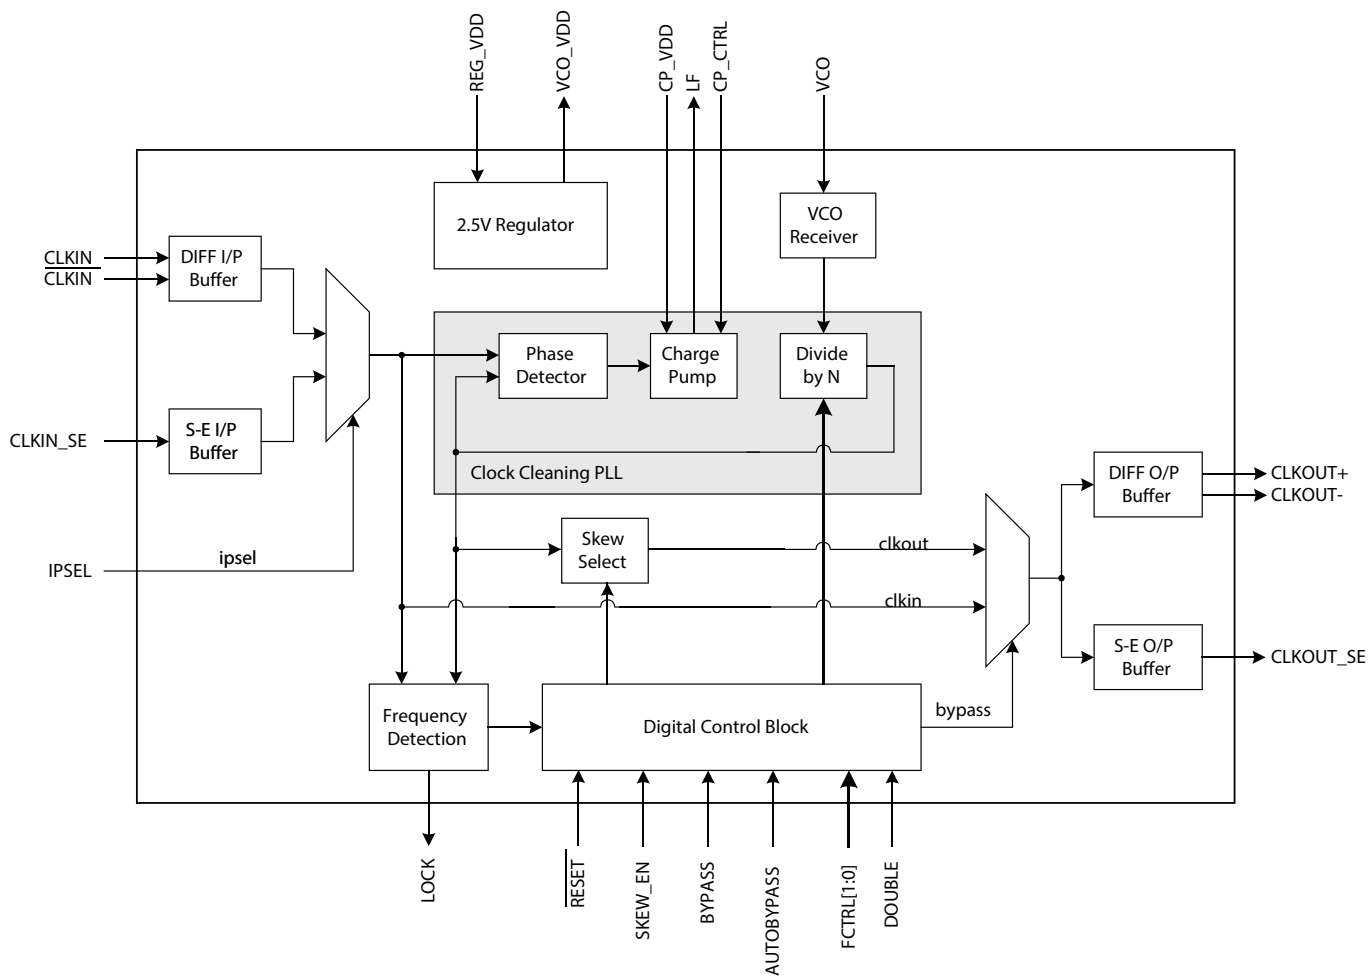 REG_VDD
VCO_VDD
CP_VDD
LF
CP_CTRL
VCO
2.5V Regulator
VCO
Receiver
CLKIN
CLKIN
DIFF I/P
Buffer
Phase
Detector
Charge
Pump
Divide
by N
CLKIN_SE
S-E I/P
Buffer
Clock Cleaning PLL
DIFF O/P
Buffer
CLKOUT+
CLKOUT-
IPSEL
ipsel
Skew
Select
clkout
clkin
S-E O/P
Buffer
CLKOUT_SE
Frequency
Detection
Digital Control Block
bypass
LOCK
RESET
SKEW_EN
BYPASS
AUTOBYPASS
FCTRL[1:0]
DOUBLE